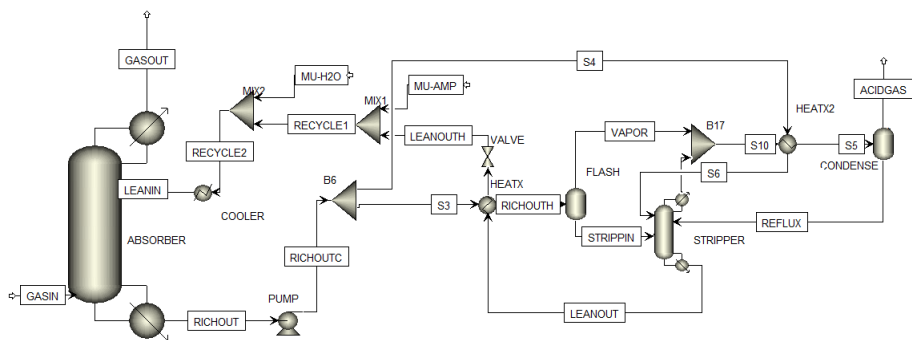 GASOUT
MU-H2O
MIX2
MIX1
MU-AMP
S4
ACIDGAS
HEATX2
RECYCLE1
LEANOUTH
VALVE
VAPOR
B17
S10
S5
RECYCLE2
FLASH
CONDENSE
S6
LEANIN
B6
HEATX
COOLER
S3
RICHOUTH
REFLUX
ABSORBER
STRIPPIN
STRIPPER
RICHOUTC
GASIN
PUMP
RICHOUT
LEANOUT